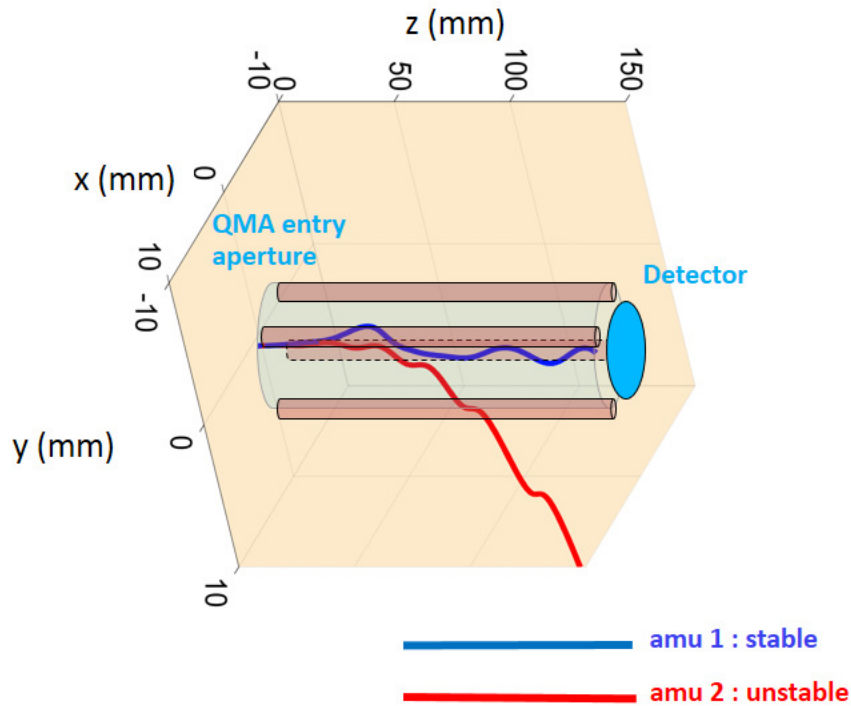 z (mm)
-10
0
50
100
150
x (mm)
0
10
QMA entry
aperture
Detector
-10
y (mm)
0
10
amu 1 : stable
amu 2 : unstable